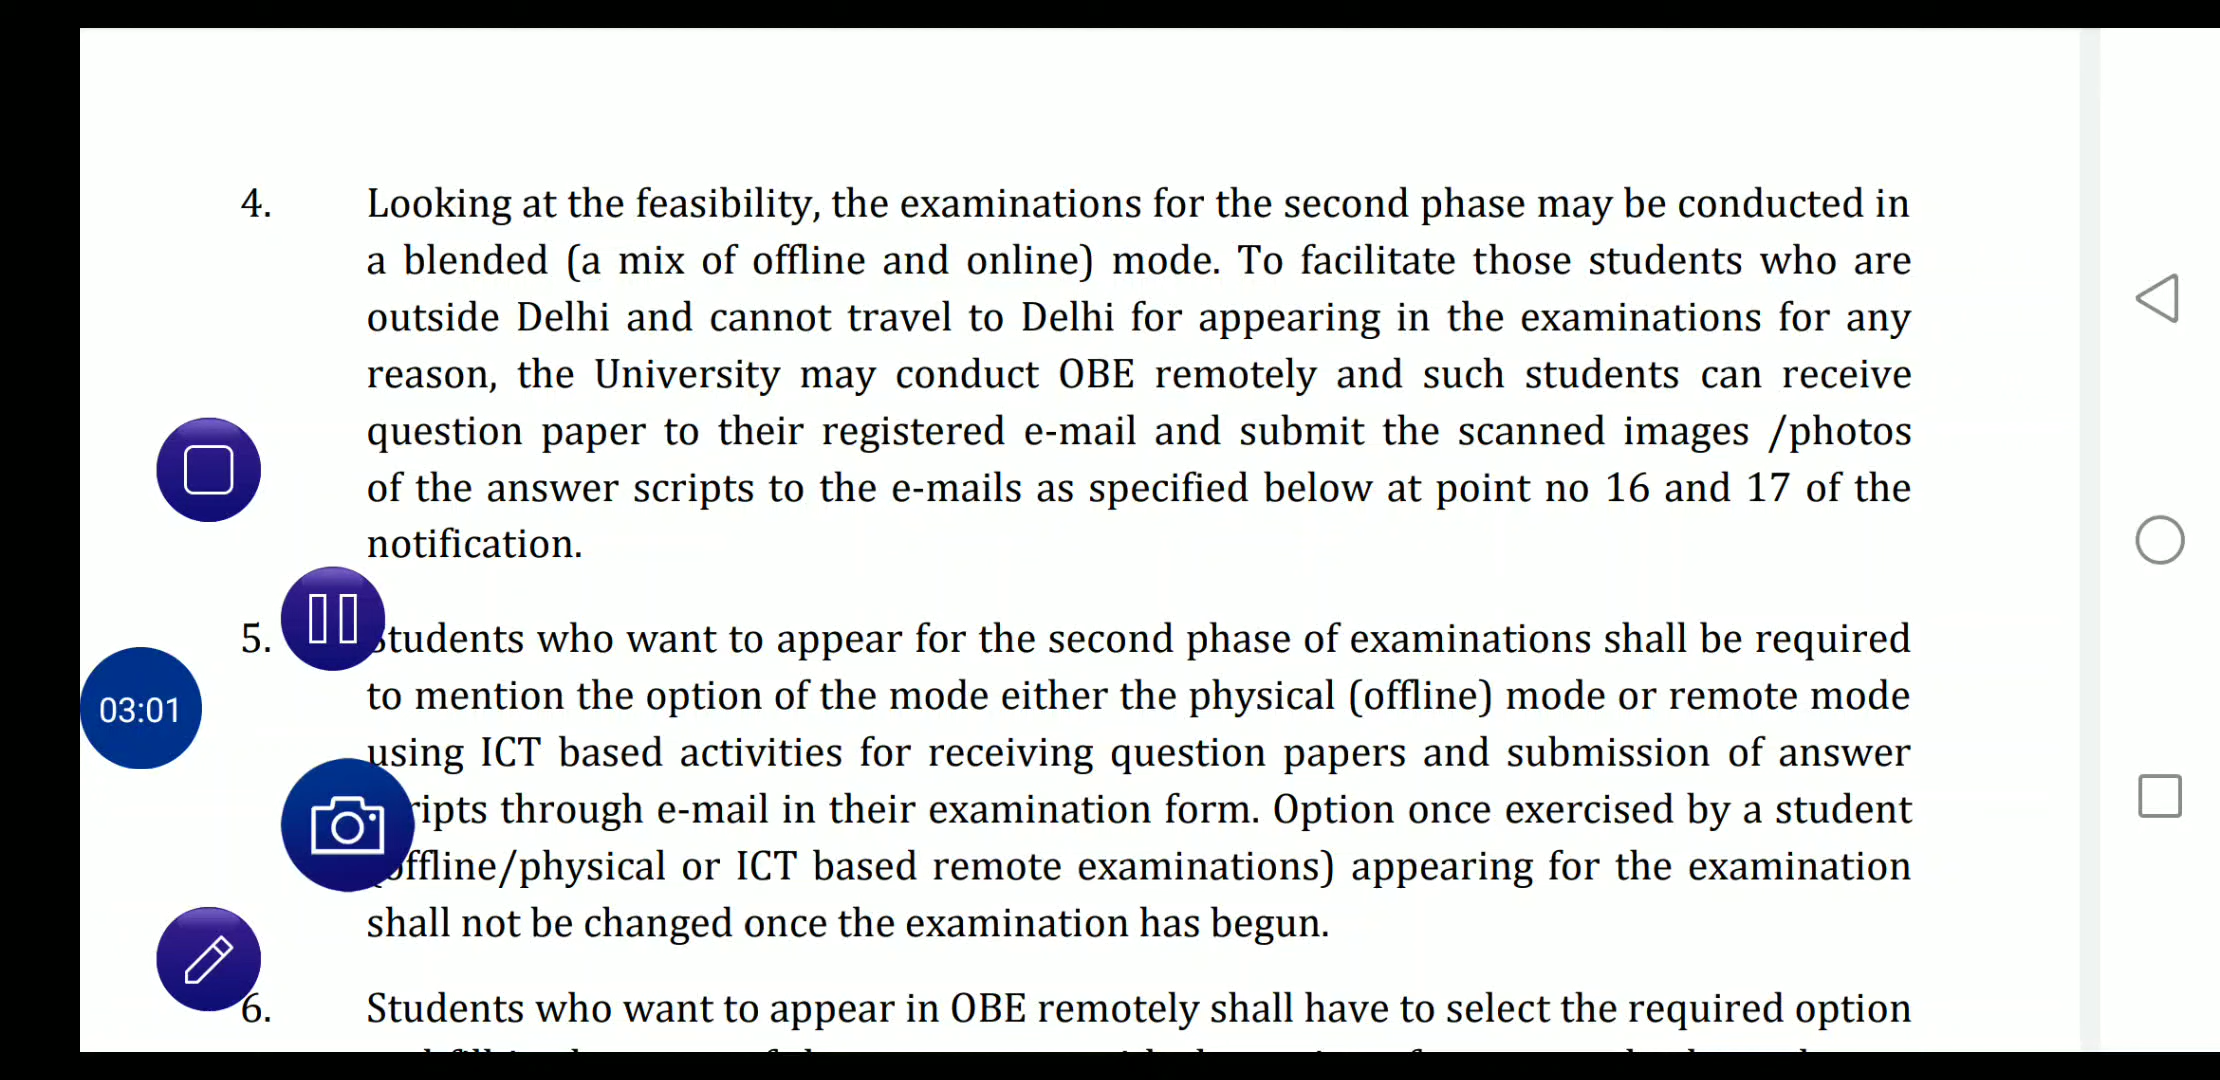 4. Looking at the feasibility, the examinations for the second phase may be conducted in
a blended (a mix of offline and online) mode. To facilitate those students who are
outside Delhi and cannot travel to Delhi for appearing in the examinations for any
reason, the University may conduct OBE remotely and such students can receive
question paper to their registered e-mail and submit the scanned images /photos
of the answer scripts to the e-mails as specified below at point no 16 and 17 of the
notification.
5. Students who want to appear for the second phase of examinations shall be required
03:01
to mention the option of the mode either the physical (offline) mode or remote mode
using ICT based activities for receiving question papers and submission of answer
ripts through e-mail in their examination form. Option once exercised by a student
offline/physical or ICT based remote examinations) appearing for the examination
shall not be changed once the examination has begun.
6. Students who want to appear in OBE remotely shall have to select the required option